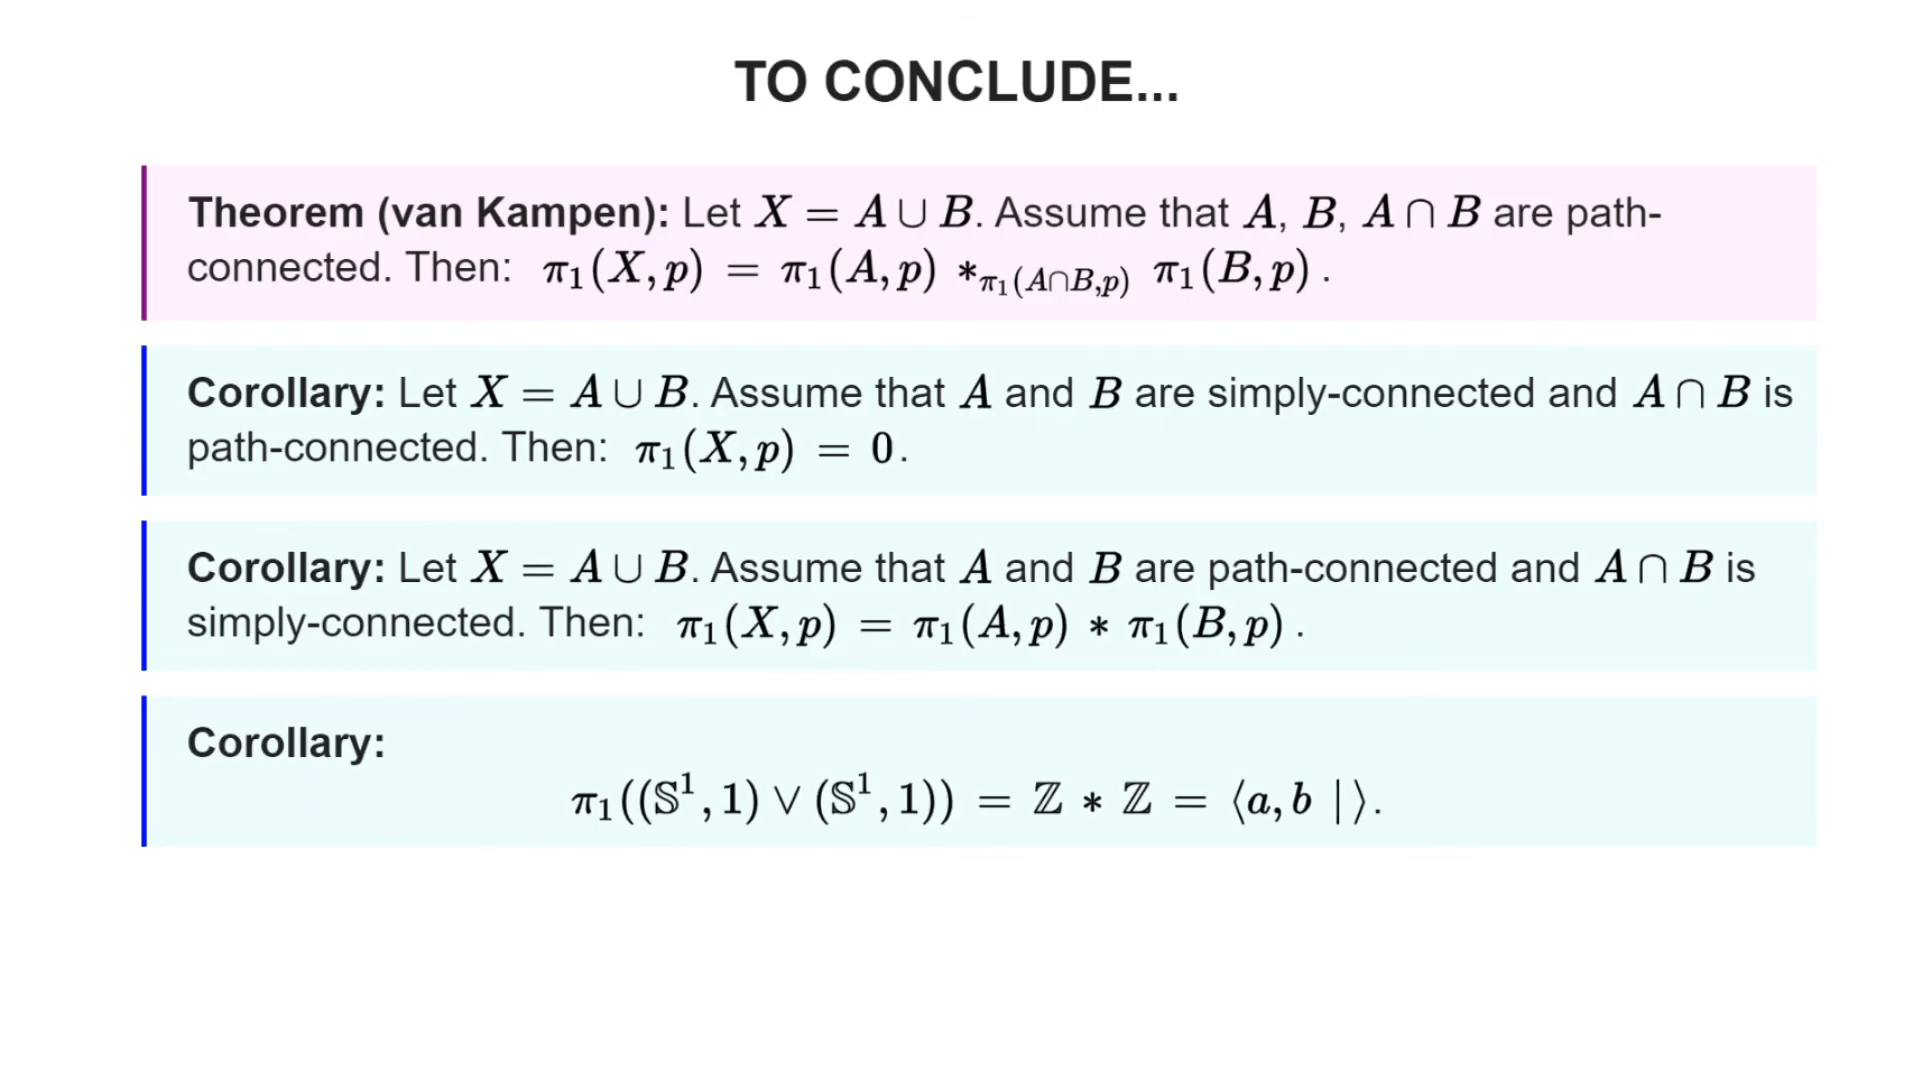 TO CONCLUDE...
Theorem (van Kampen): Let X = A ∪ B. Assume that A, B, A ∩ B are path-
connected. Then: π₁(X, p) = π₁(A, p) *_{π₁(A∩B,p)} π₁(B, p) .
Corollary: Let X = A ∪ B. Assume that A and B are simply-connected and A ∩ B is
path-connected. Then: π₁(X, p) = 0.
Corollary: Let X = A ∪ B. Assume that A and B are path-connected and A ∩ B is
simply-connected. Then: π₁(X, p) = π₁(A, p) * π₁(B, p) .
Corollary:
π₁((𝕊¹, 1) ∨ (𝕊¹, 1)) = ℤ * ℤ = ⟨a, b | ⟩.